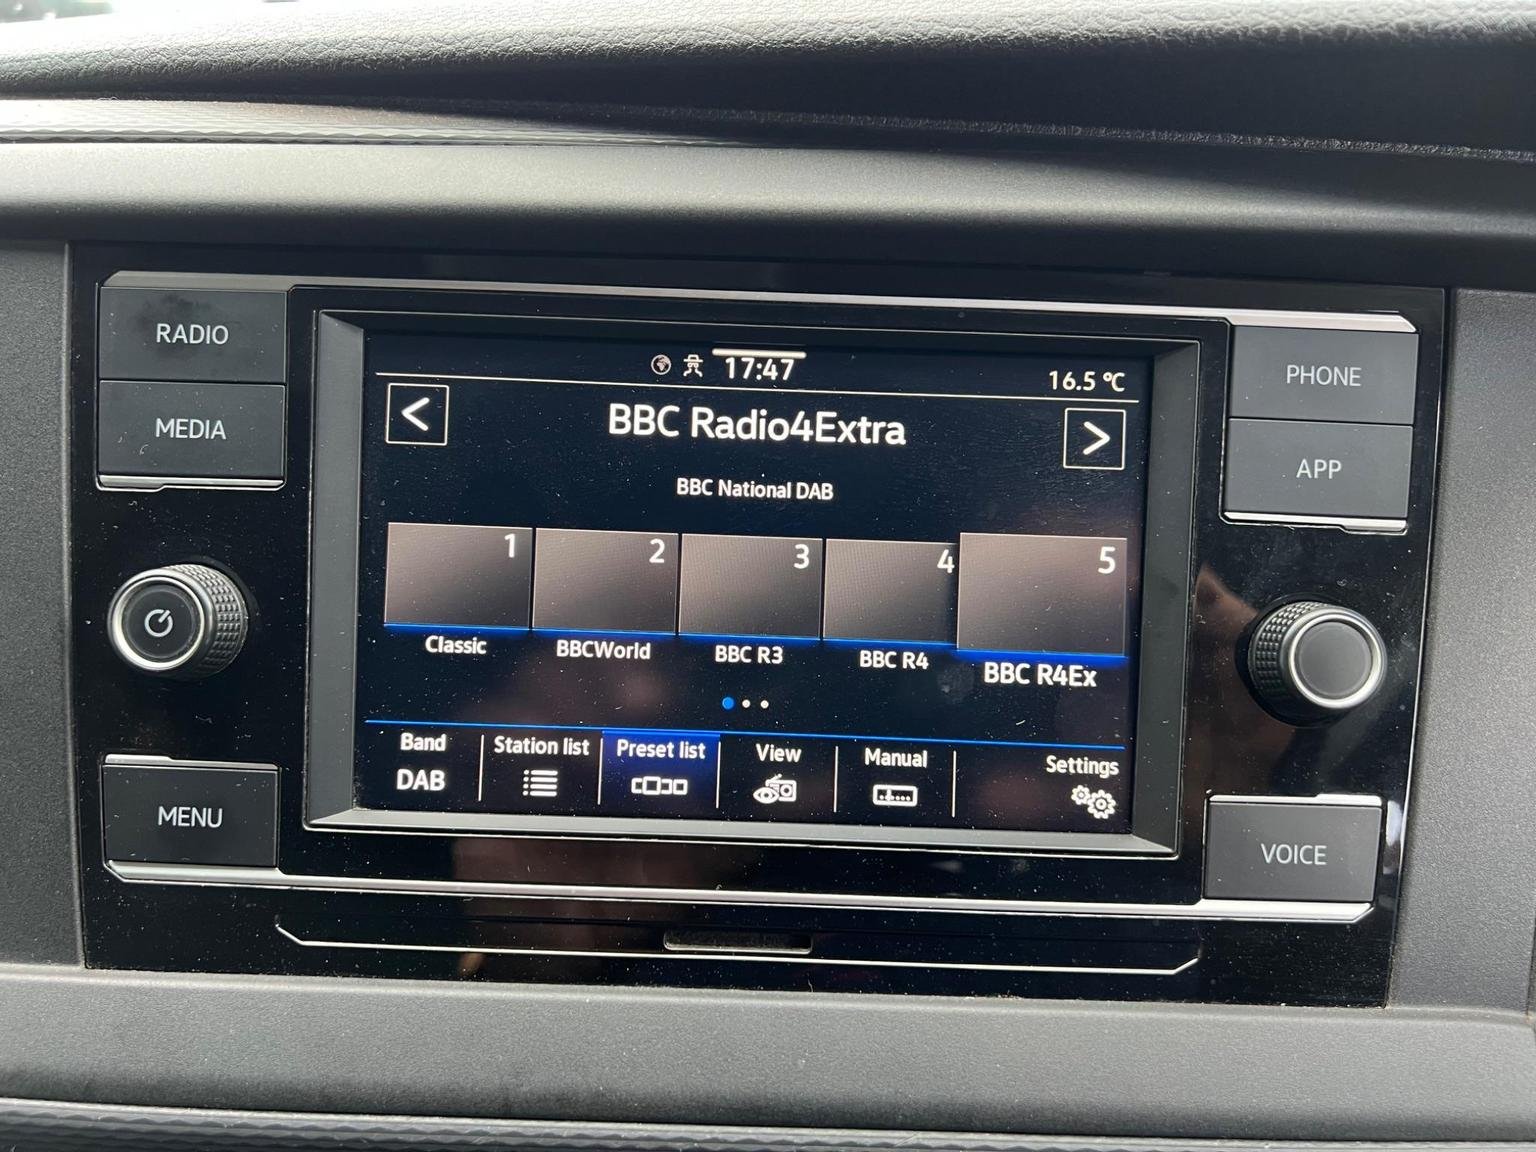 RADIO
MEDIA
MENU
17:47
16.5 °C
<
BBC Radio4Extra
>
BBC National DAB
1
2
3
4
5
Classic
BBCWorld
BBC R3
BBC R4
BBC R4Ex
Band
DAB
Station list
Preset list
View
Manual
Settings
PHONE
APP
VOICE